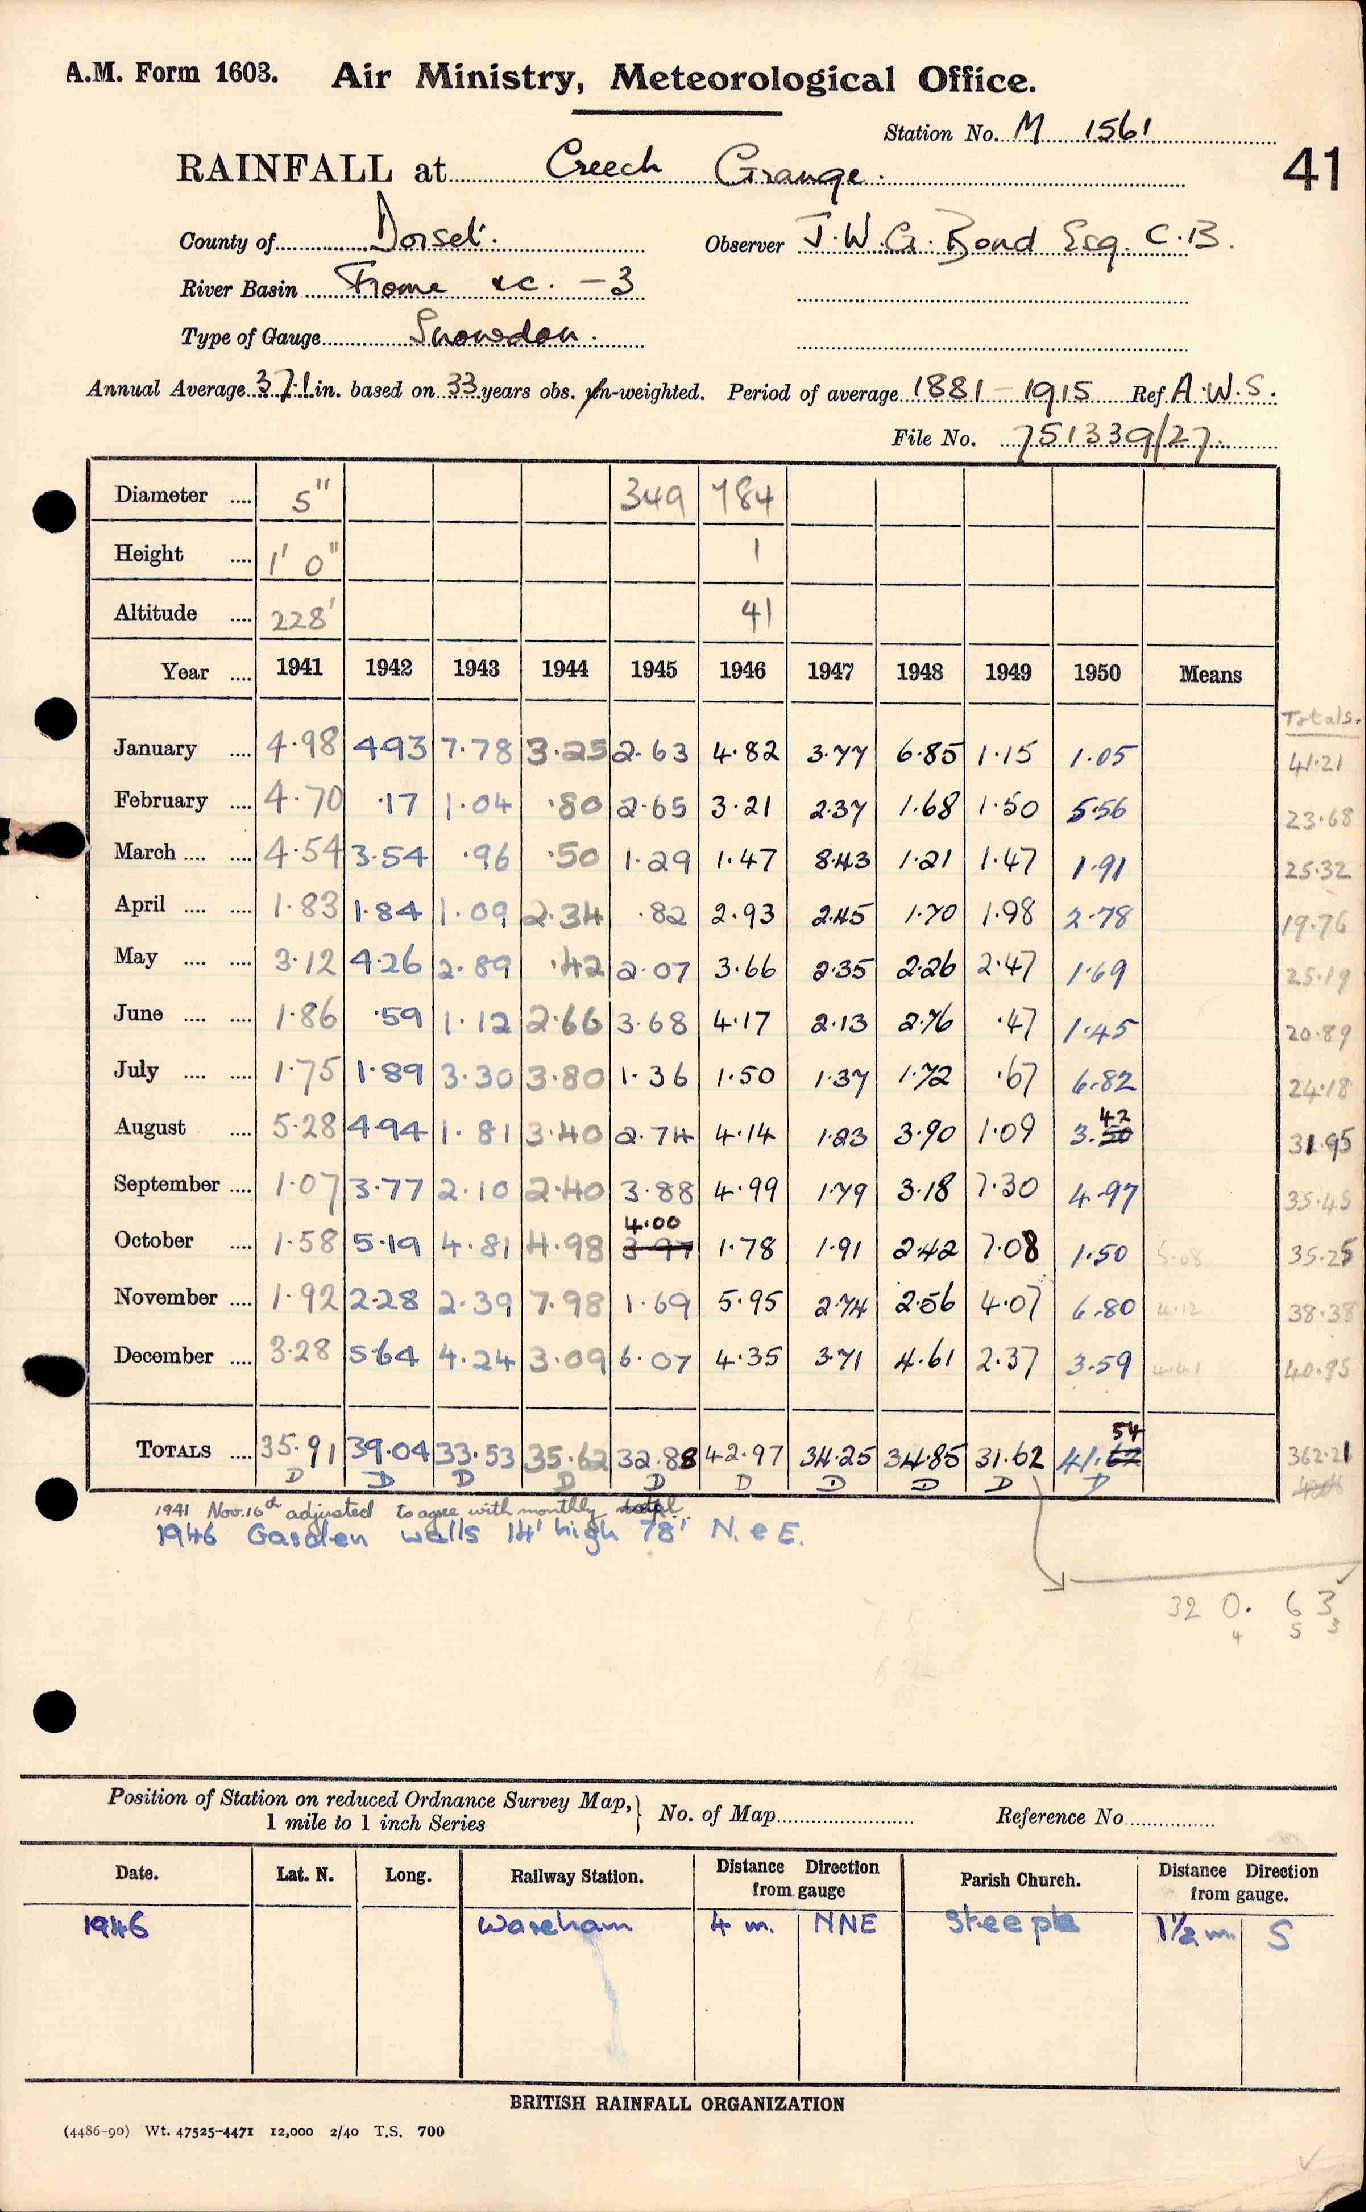 A.M. Form 1603. Air Ministry, Meteorological Office.
Station No. M 1561
41
RAINFALL at Creech Grange.
County of Dorset. Observer J.W.G. Bond Esq. C.B.
River Basin Frome &c. -3
Type of Gauge Snowdon.
Annual Average 37.1 in. based on 33 years obs. un-weighted. Period of average 1881-1915 Ref A.W.S.
File No. 751339/27.
Diameter .... 5" 349 784
Height .... 1' 0" 1
Altitude .... 228' 41
Year .... 1941 1942 1943 1944 1945 1946 1947 1948 1949 1950 Means
Totals.
January .... 4.98 4.93 7.78 3.25 2.63 4.82 3.77 6.85 1.15 1.05 41.21
February .... 4.70 .17 1.04 .80 2.65 3.21 2.37 1.68 1.50 5.56 23.68
March .... .... 4.54 3.54 .96 .50 1.29 1.47 8.43 1.21 1.47 1.91 25.32
April .... .... 1.83 1.84 1.09 2.34 .82 2.93 2.45 1.70 1.98 2.78 19.76
May .... .... 3.12 4.26 2.89 .42 2.07 3.66 2.35 2.26 2.47 1.69 25.19
June .... .... 1.86 .59 1.12 2.66 3.68 4.17 2.13 2.76 .47 1.45 20.89
July .... .... 1.75 1.89 3.30 3.80 1.36 1.50 1.37 1.72 .67 6.82 24.18
August .... 5.28 4.94 1.81 3.40 2.74 4.14 1.23 3.90 1.09 3.50 42 31.95
September .... 1.07 3.77 2.10 2.40 3.88 4.99 1.79 3.18 7.30 4.97 35.45
October .... 1.58 5.19 4.81 4.98 3.97 4.00 1.78 1.91 2.42 7.08 1.50 5.08 35.25
November .... 1.92 2.28 2.39 7.98 1.69 5.95 2.74 2.56 4.07 6.80 4.12 38.38
December .... 3.28 5.64 4.24 3.09 6.07 4.35 3.71 4.61 2.37 3.59 4.41 40.95
TOTALS .... 35.91 39.04 33.53 35.62 32.88 42.97 34.25 34.85 31.62 41.62 54 362.21
D D D D D D D D D D
1941 Nov. 16th adjusted to agree with monthly total.
1946 Garden walls 14' high 78' N. & E.
320.63
4 5 3
Position of Station on reduced Ordnance Survey Map, 1 mile to 1 inch Series } No. of Map Reference No
Date. Lat. N. Long. Railway Station. Distance Direction from gauge Parish Church. Distance Direction from gauge.
1946 Wareham 4 m. NNE Steeple 1½ m. S
BRITISH RAINFALL ORGANIZATION
(4486-90) Wt. 47525-4471 12,000 2/40 T.S. 700